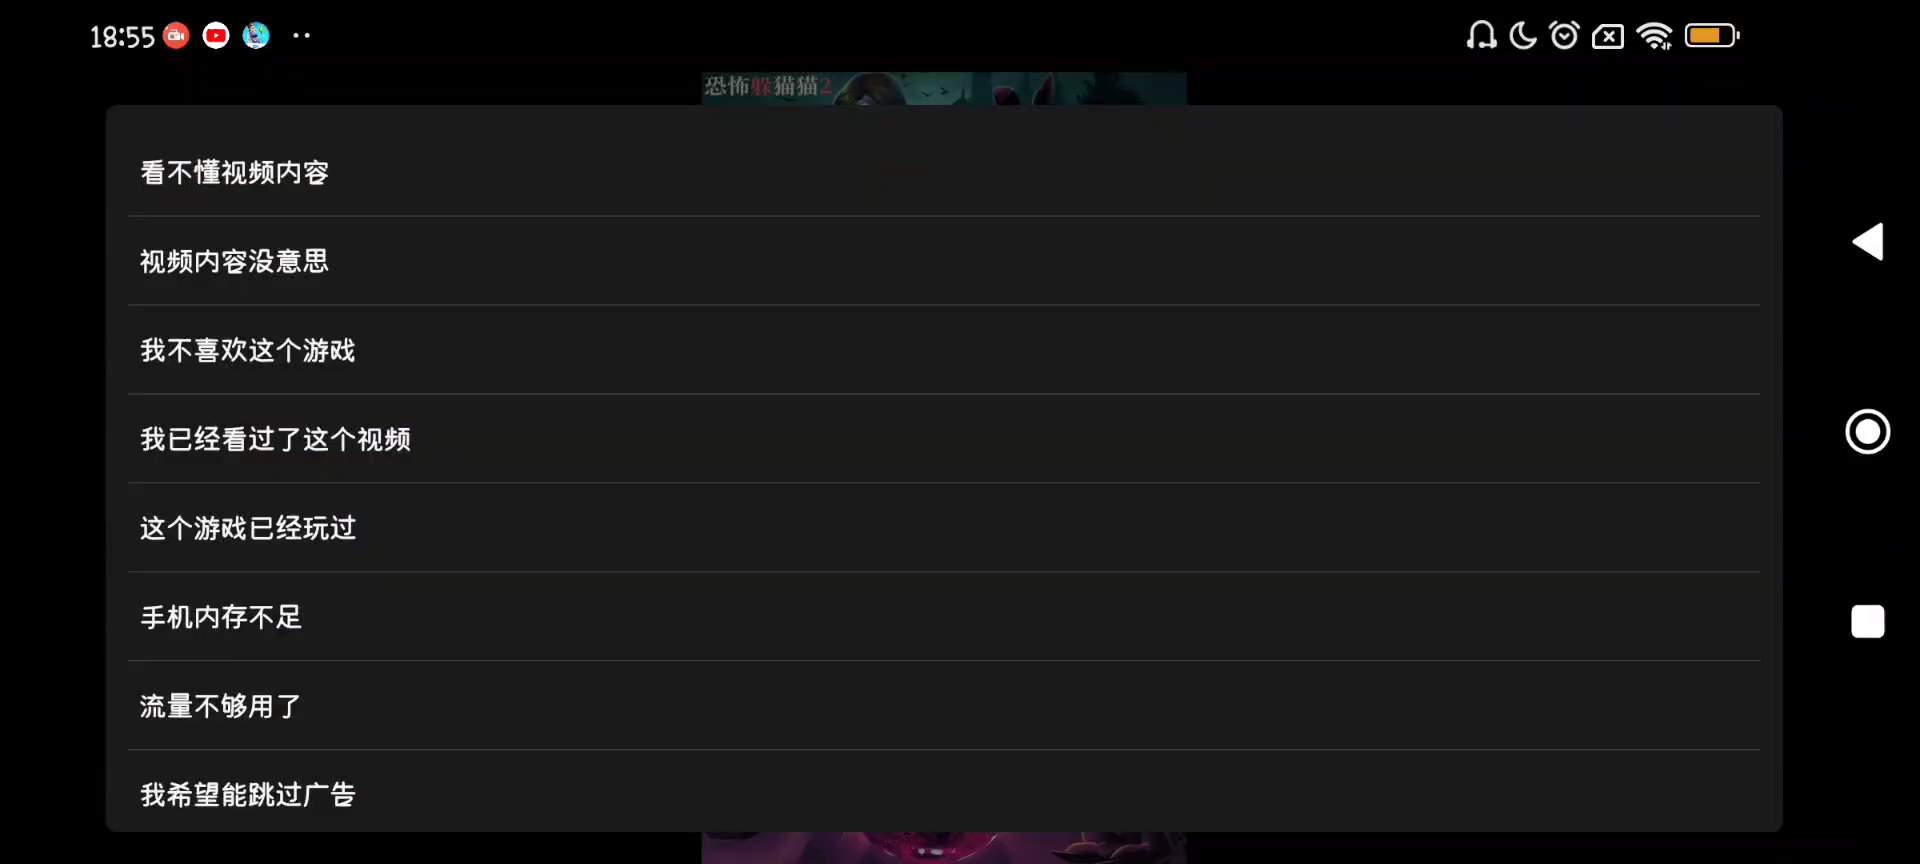 18:55
恐怖躲猫猫2
看不懂视频内容
视频内容没意思
我不喜欢这个游戏
我已经看过了这个视频
这个游戏已经玩过
手机内存不足
流量不够用了
我希望能跳过广告